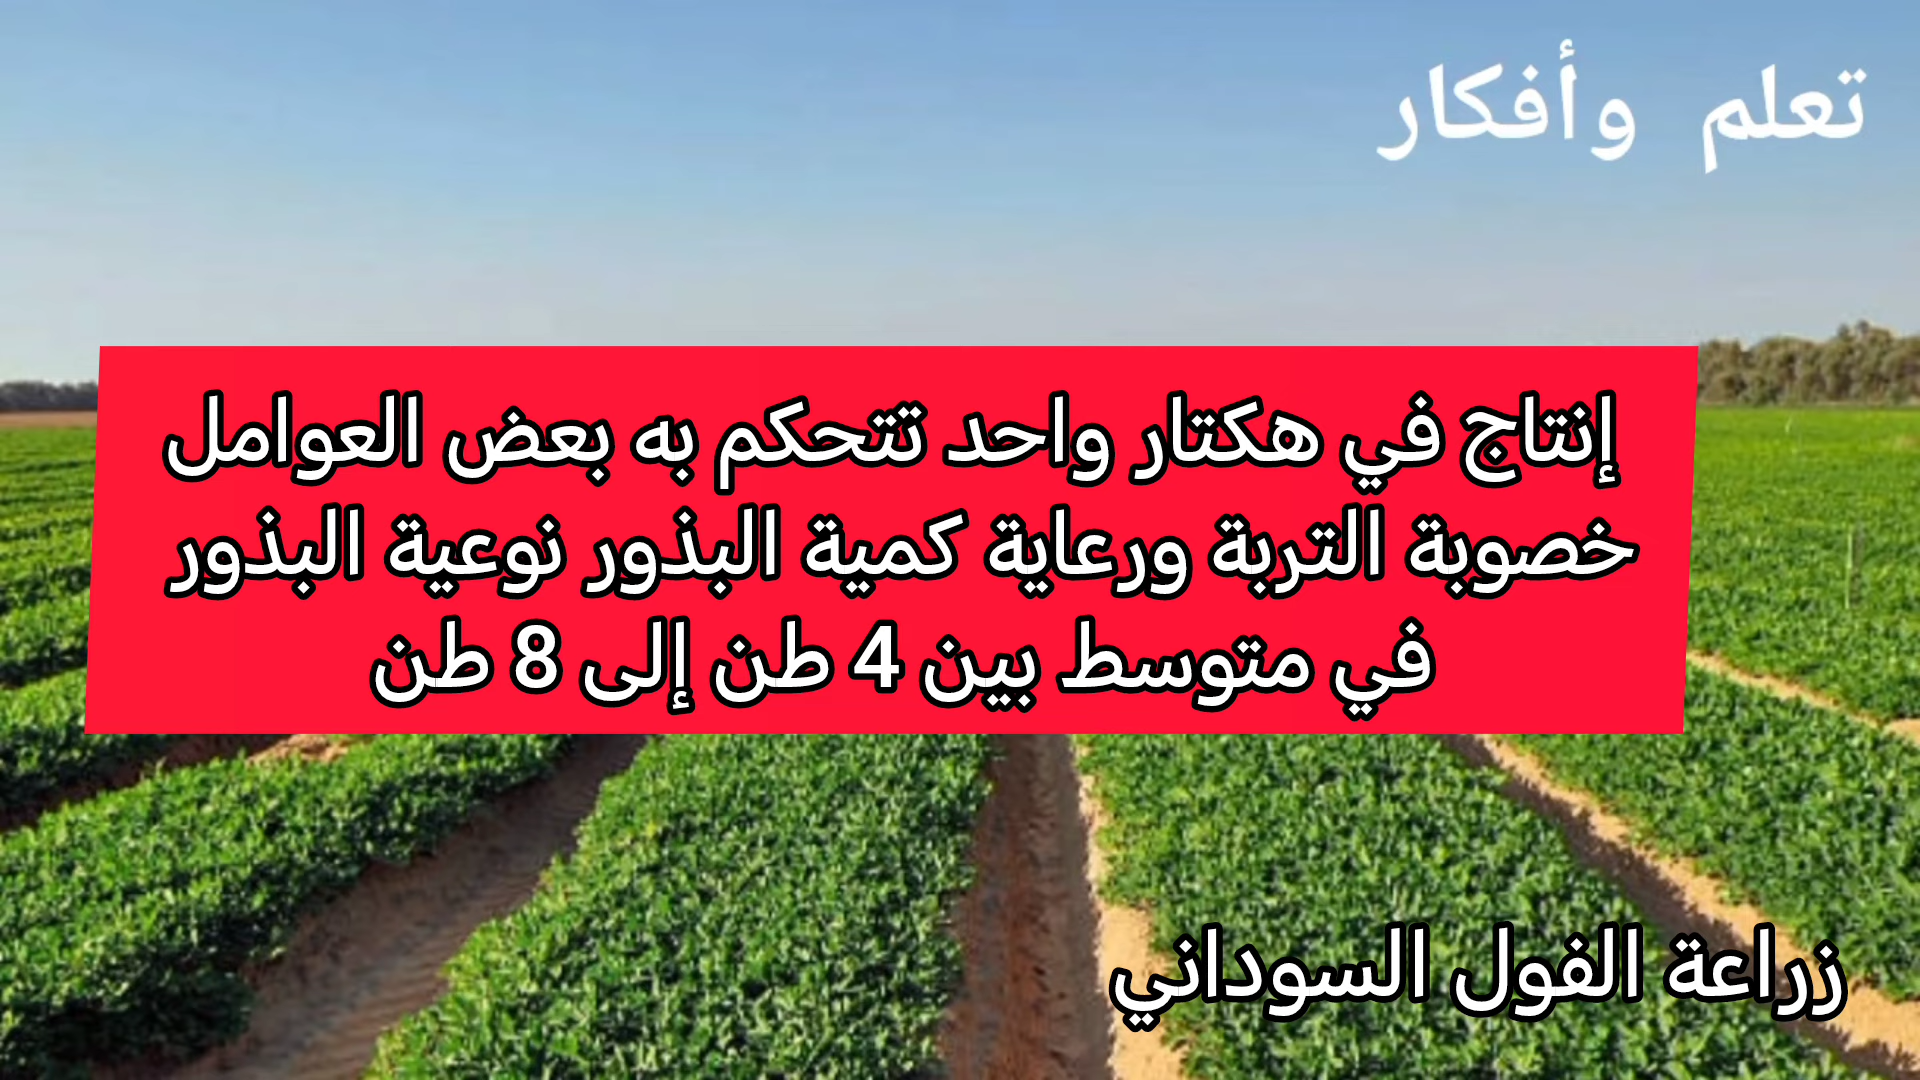 تعلم وأفكار
إنتاج في هكتار واحد تتحكم به بعض العوامل
خصوبة التربة ورعاية كمية البذور نوعية البذور
في متوسط بين 4 طن إلى 8 طن
زراعة الفول السوداني